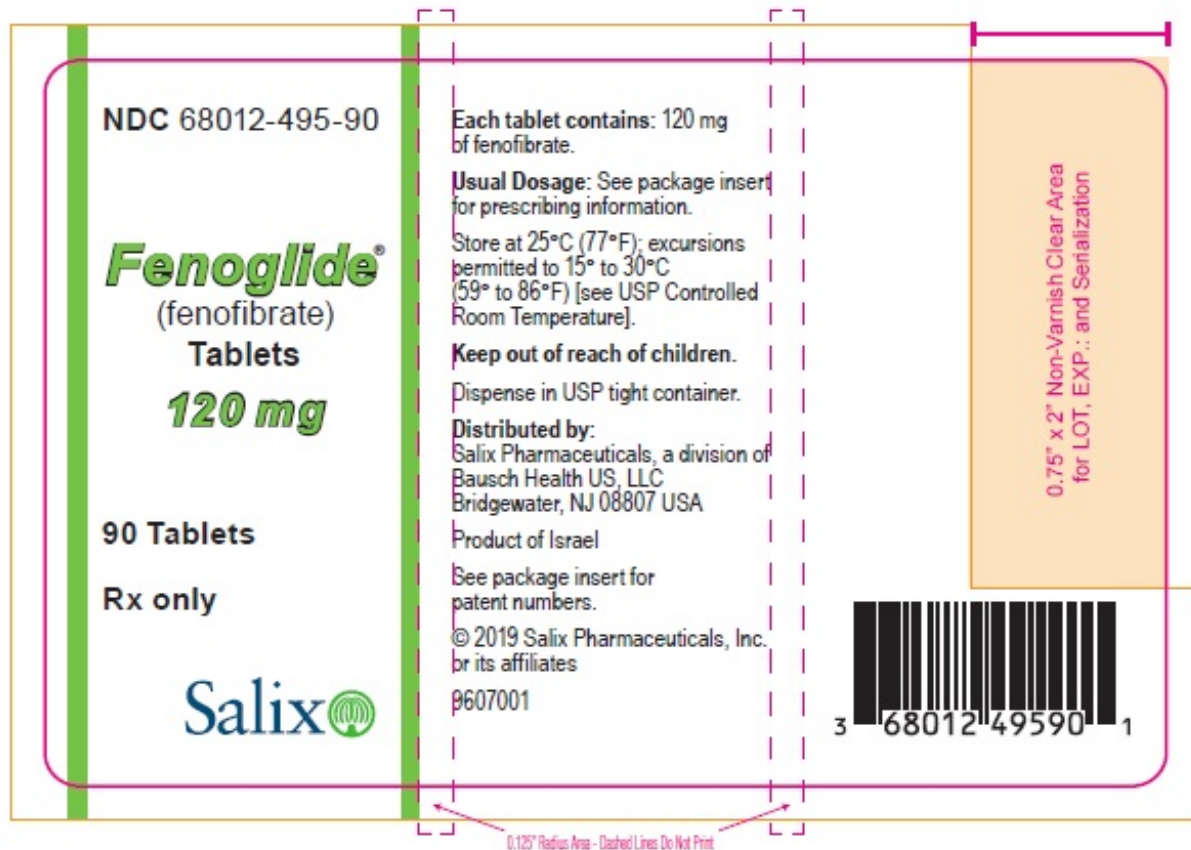 NDC 68012-495-90
Fenoglide®
(fenofibrate)
Tablets
120 mg
90 Tablets
Rx only
Salix
Each tablet contains: 120 mg
of fenofibrate.
Usual Dosage: See package insert
for prescribing information.
Store at 25°C (77°F); excursions
permitted to 15° to 30°C
(59° to 86°F) [see USP Controlled
Room Temperature].
Keep out of reach of children.
Dispense in USP tight container.
Distributed by:
Salix Pharmaceuticals, a division of
Bausch Health US, LLC
Bridgewater, NJ 08807 USA
Product of Israel
See package insert for
patent numbers.
© 2019 Salix Pharmaceuticals, Inc.
or its affiliates
9607001
0.75" x 2" Non-Varnish Clear Area
for LOT, EXP.: and Serialization
3 68012 49590 1
0.125" Radius Area - Dashed Lines Do Not Print